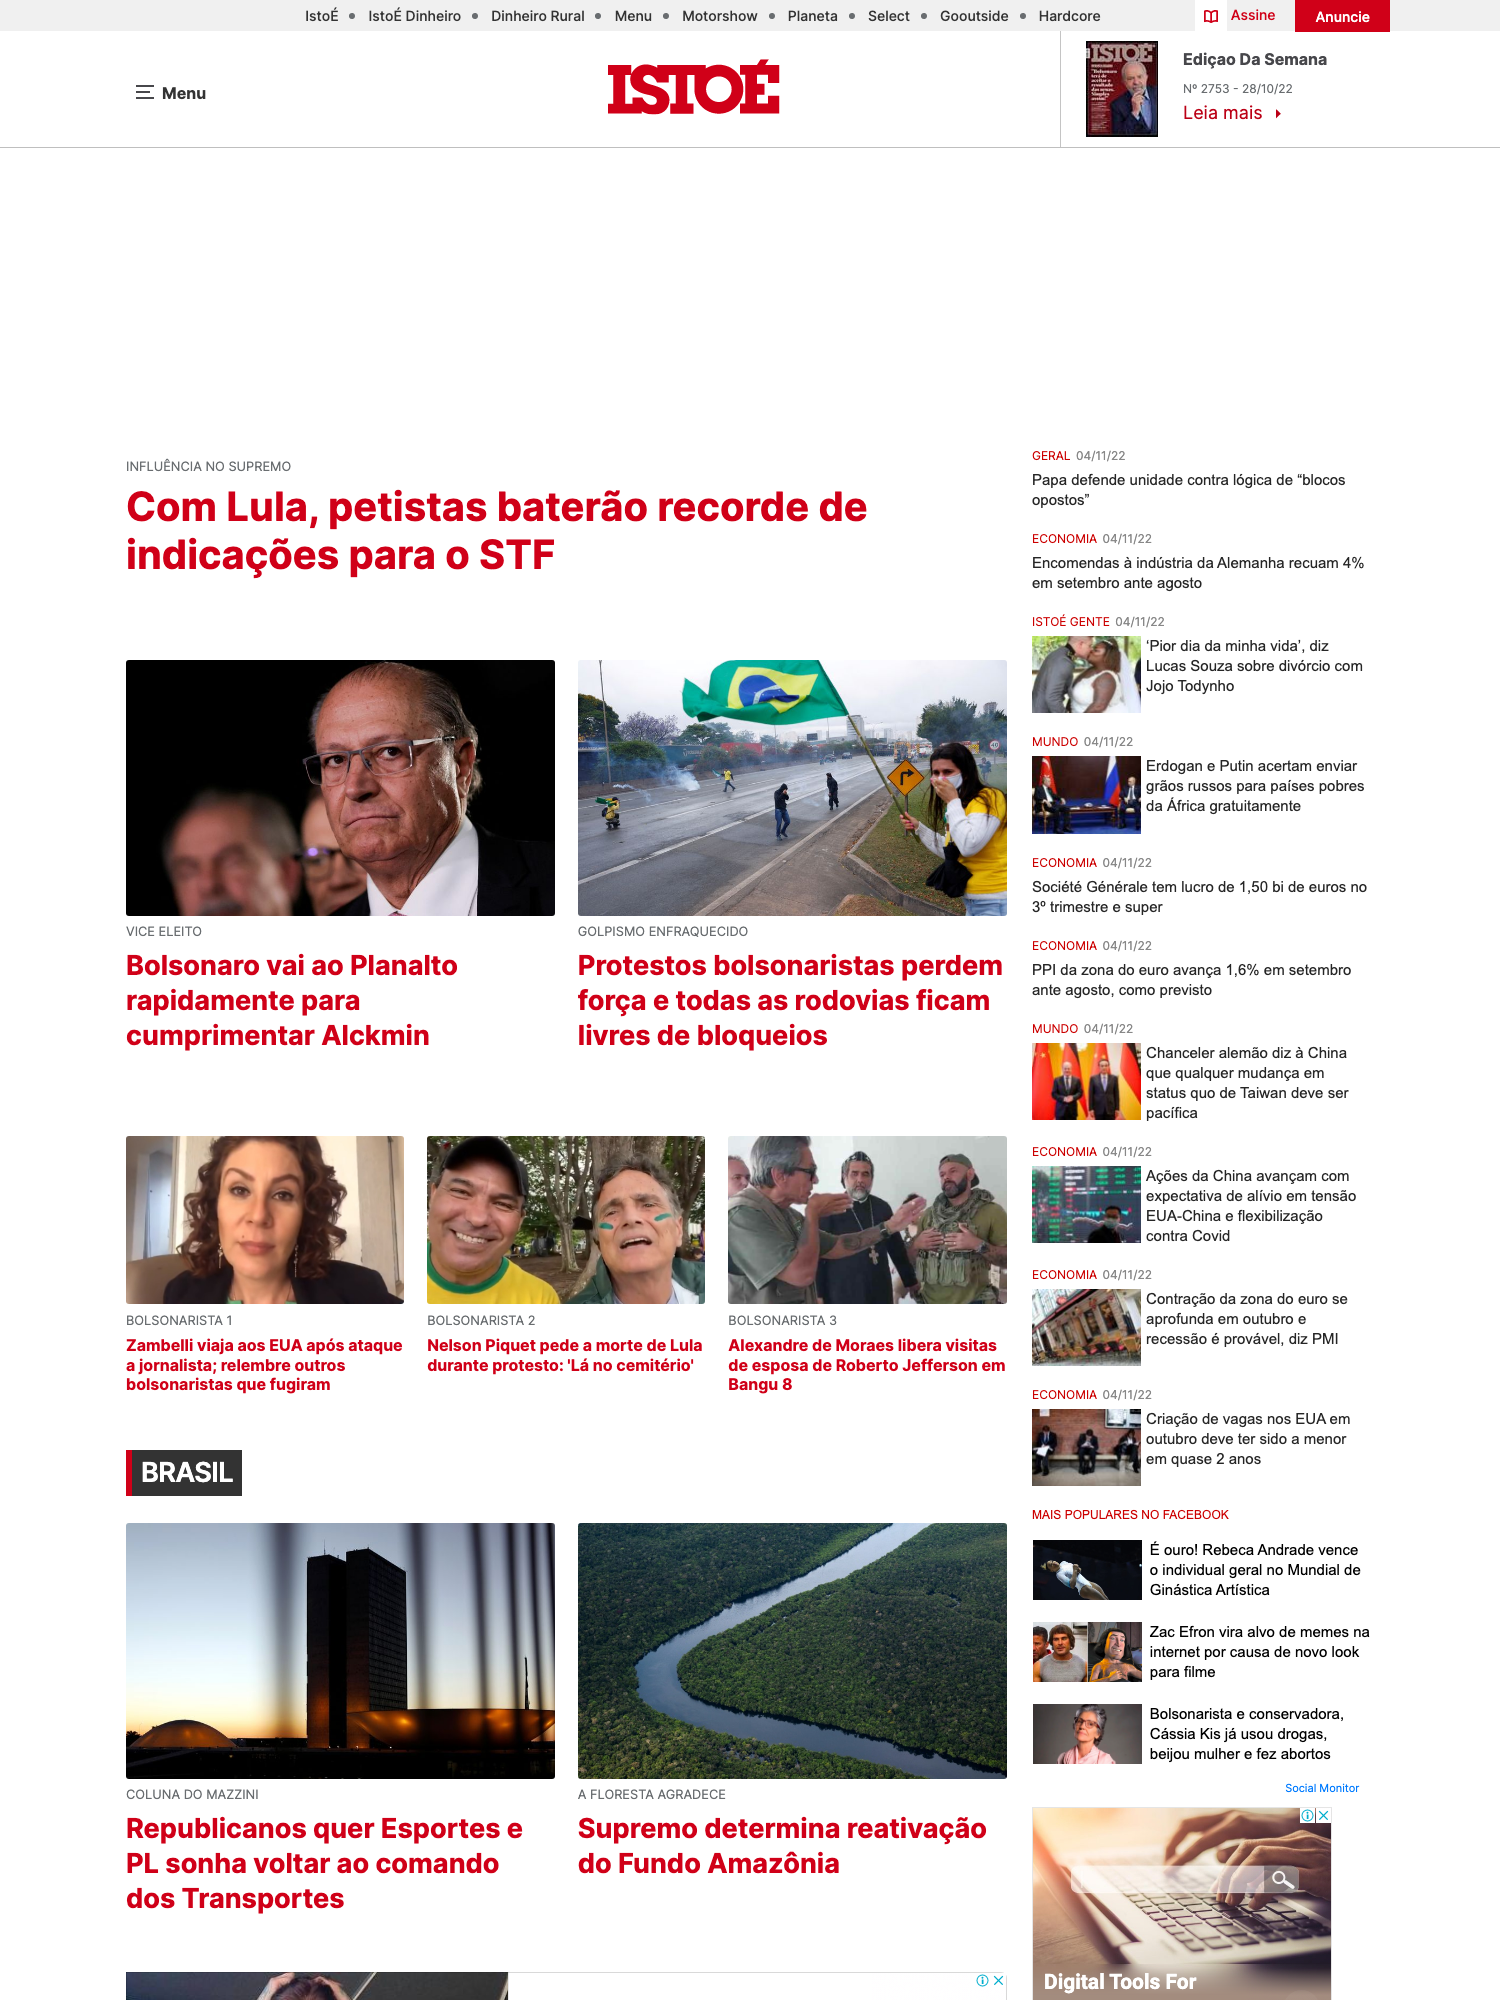 IstoÉ • IstoÉ Dinheiro • Dinheiro Rural • Menu • Motorshow • Planeta • Select • Gooutside • Hardcore
Assine
Anuncie
Menu
ISTOÉ
ISTOÉ
Ediçao Da Semana
Nº 2753 - 28/10/22
Leia mais
INFLUÊNCIA NO SUPREMO
Com Lula, petistas baterão recorde de
indicações para o STF
VICE ELEITO
Bolsonaro vai ao Planalto
rapidamente para
cumprimentar Alckmin
GOLPISMO ENFRAQUECIDO
Protestos bolsonaristas perdem
força e todas as rodovias ficam
livres de bloqueios
BOLSONARISTA 1
Zambelli viaja aos EUA após ataque
a jornalista; relembre outros
bolsonaristas que fugiram
BOLSONARISTA 2
Nelson Piquet pede a morte de Lula
durante protesto: 'Lá no cemitério'
BOLSONARISTA 3
Alexandre de Moraes libera visitas
de esposa de Roberto Jefferson em
Bangu 8
BRASIL
COLUNA DO MAZZINI
Republicanos quer Esportes e
PL sonha voltar ao comando
dos Transportes
A FLORESTA AGRADECE
Supremo determina reativação
do Fundo Amazônia
GERAL 04/11/22
Papa defende unidade contra lógica de “blocos
opostos”
ECONOMIA 04/11/22
Encomendas à indústria da Alemanha recuam 4%
em setembro ante agosto
ISTOÉ GENTE 04/11/22
‘Pior dia da minha vida’, diz
Lucas Souza sobre divórcio com
Jojo Todynho
MUNDO 04/11/22
Erdogan e Putin acertam enviar
grãos russos para países pobres
da África gratuitamente
ECONOMIA 04/11/22
Société Générale tem lucro de 1,50 bi de euros no
3º trimestre e super
ECONOMIA 04/11/22
PPI da zona do euro avança 1,6% em setembro
ante agosto, como previsto
MUNDO 04/11/22
Chanceler alemão diz à China
que qualquer mudança em
status quo de Taiwan deve ser
pacífica
ECONOMIA 04/11/22
Ações da China avançam com
expectativa de alívio em tensão
EUA-China e flexibilização
contra Covid
ECONOMIA 04/11/22
Contração da zona do euro se
aprofunda em outubro e
recessão é provável, diz PMI
ECONOMIA 04/11/22
Criação de vagas nos EUA em
outubro deve ter sido a menor
em quase 2 anos
MAIS POPULARES NO FACEBOOK
É ouro! Rebeca Andrade vence
o individual geral no Mundial de
Ginástica Artística
Zac Efron vira alvo de memes na
internet por causa de novo look
para filme
Bolsonarista e conservadora,
Cássia Kis já usou drogas,
beijou mulher e fez abortos
Social Monitor
Digital Tools For